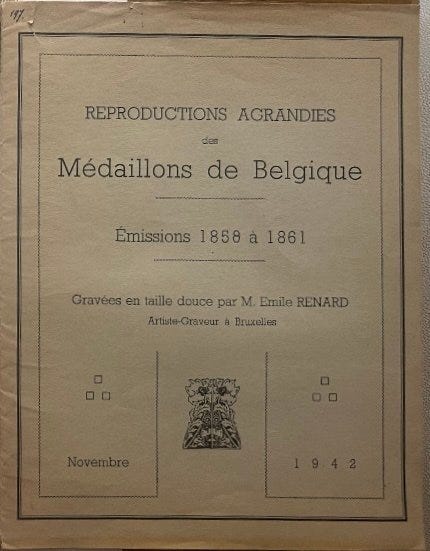 197
REPRODUCTIONS AGRANDIES
des
Médaillons de Belgique
Émissions 1858 à 1861
Gravées en taille douce par M. Emile RENARD
Artiste-Graveur à Bruxelles
Novembre
1942